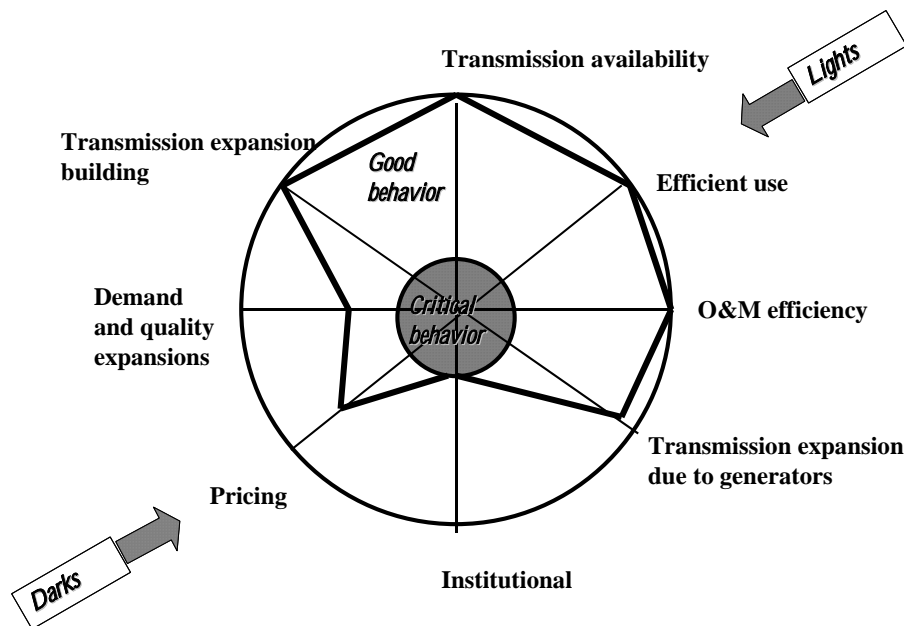 Transmission availability
Lights
Transmission expansion
building
Good
behavior
Efficient use
Demand
and quality
expansions
Critical
behavior
O&M efficiency
Transmission expansion
due to generators
Pricing
Institutional
Darks